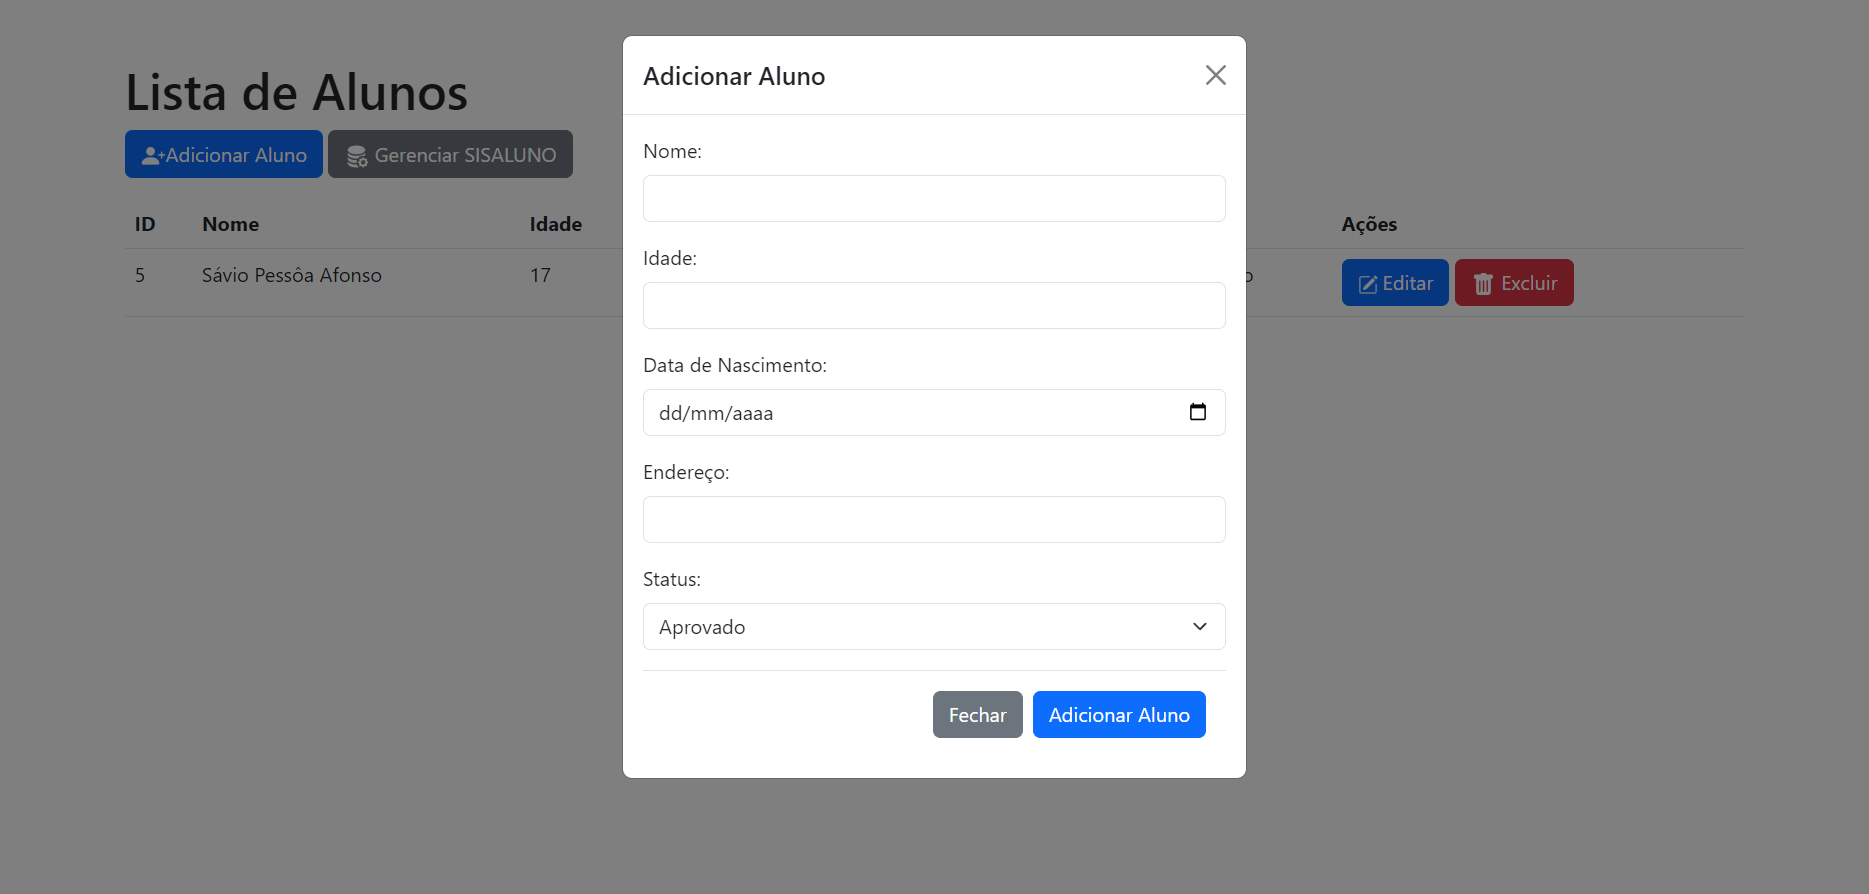 Lista de Alunos
Adicionar Aluno
Gerenciar SISALUNO
ID Nome Idade Ações
5 Sávio Pessôa Afonso 17 Editar Excluir
Adicionar Aluno
Nome:
Idade:
Data de Nascimento:
dd/mm/aaaa
Endereço:
Status:
Aprovado
Fechar
Adicionar Aluno